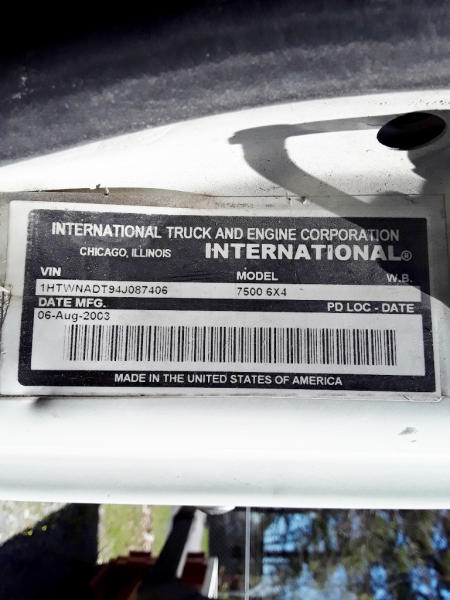 INTERNATIONAL TRUCK AND ENGINE CORPORATION
CHICAGO, ILLINOIS INTERNATIONAL®
VIN MODEL W.B.
1HTWNADT94J087406 7500 6X4
DATE MFG. PD LOC - DATE
06-Aug-2003
MADE IN THE UNITED STATES OF AMERICA